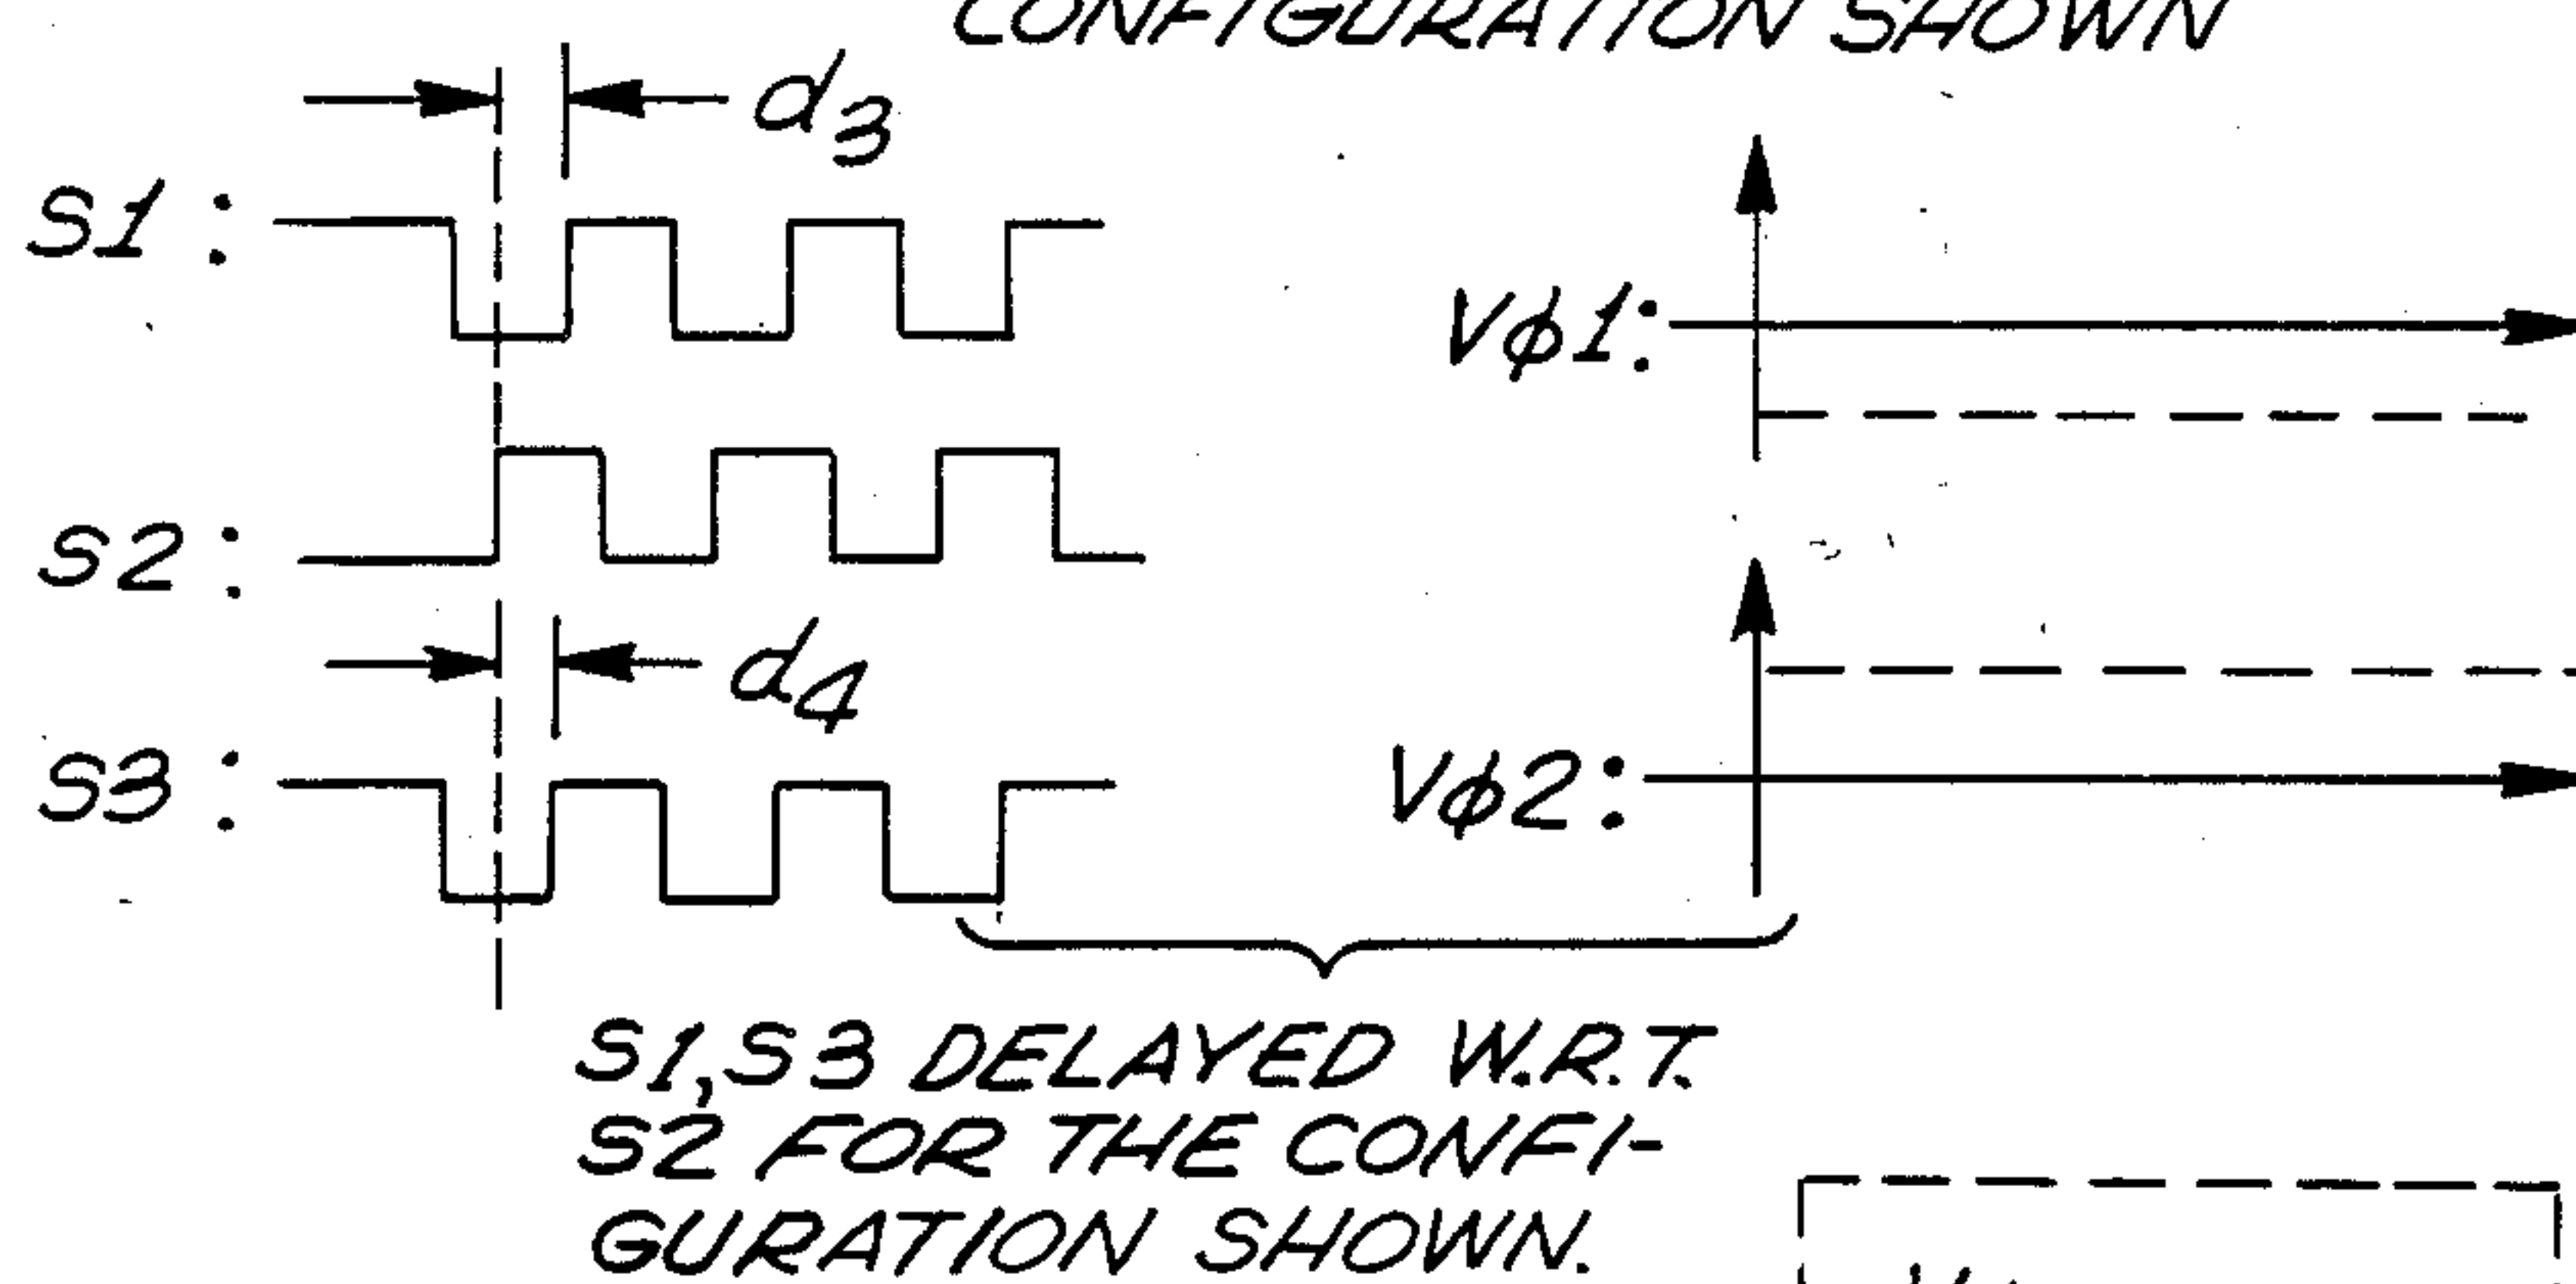 CONFIGURATION SHOWN
d3
S1:
Vϕ1:
S2:
d4
S3:
Vϕ2:
S1,S3 DELAYED W.R.T.
S2 FOR THE CONFI-
GURATION SHOWN.